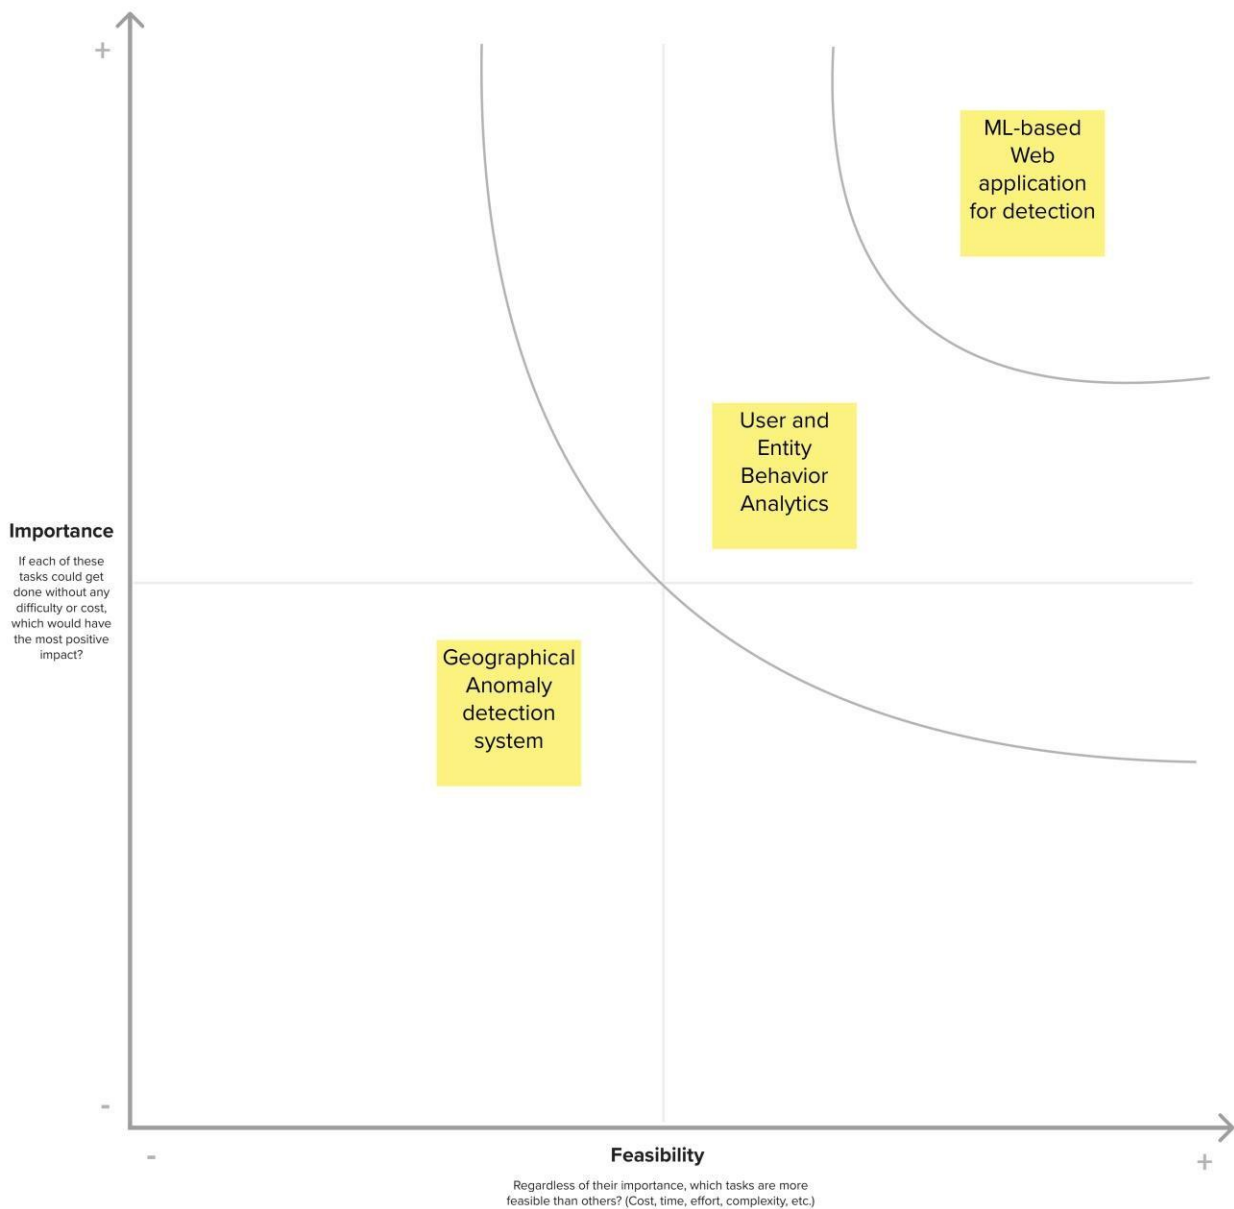 +
ML-based
Web
application
for detection
User and
Entity
Behavior
Analytics
Importance
If each of these
tasks could get
done without any
difficulty or cost,
which would have
the most positive
impact?
Geographical
Anomaly
detection
system
-
-
Feasibility
+
Regardless of their importance, which tasks are more
feasible than others? (Cost, time, effort, complexity, etc.)